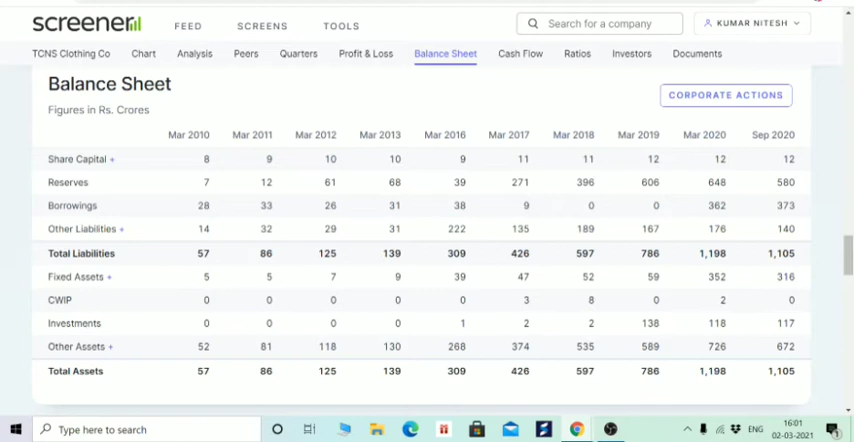 screener
FEED SCREENS TOOLS Search for a company KUMAR NITESH
TCNS Clothing Co Chart Analysis Peers Quarters Profit & Loss Balance Sheet Cash Flow Ratios Investors Documents
Balance Sheet
Figures in Rs. Crores
CORPORATE ACTIONS
Mar 2010 Mar 2011 Mar 2012 Mar 2013 Mar 2016 Mar 2017 Mar 2018 Mar 2019 Mar 2020 Sep 2020
Share Capital + 8 9 10 10 9 11 11 12 12 12
Reserves 7 12 61 68 39 271 396 606 648 580
Borrowings 28 33 26 31 38 9 0 0 362 373
Other Liabilities + 14 32 29 31 222 135 189 167 176 140
Total Liabilities 57 86 125 139 309 426 597 786 1,198 1,105
Fixed Assets + 5 5 7 9 39 47 52 59 352 316
CWIP 0 0 0 0 0 3 8 0 2 0
Investments 0 0 0 0 1 2 2 138 118 117
Other Assets + 52 81 118 130 268 374 535 589 726 672
Total Assets 57 86 125 139 309 426 597 786 1,198 1,105
Type here to search
ENG
16:01
02-03-2021